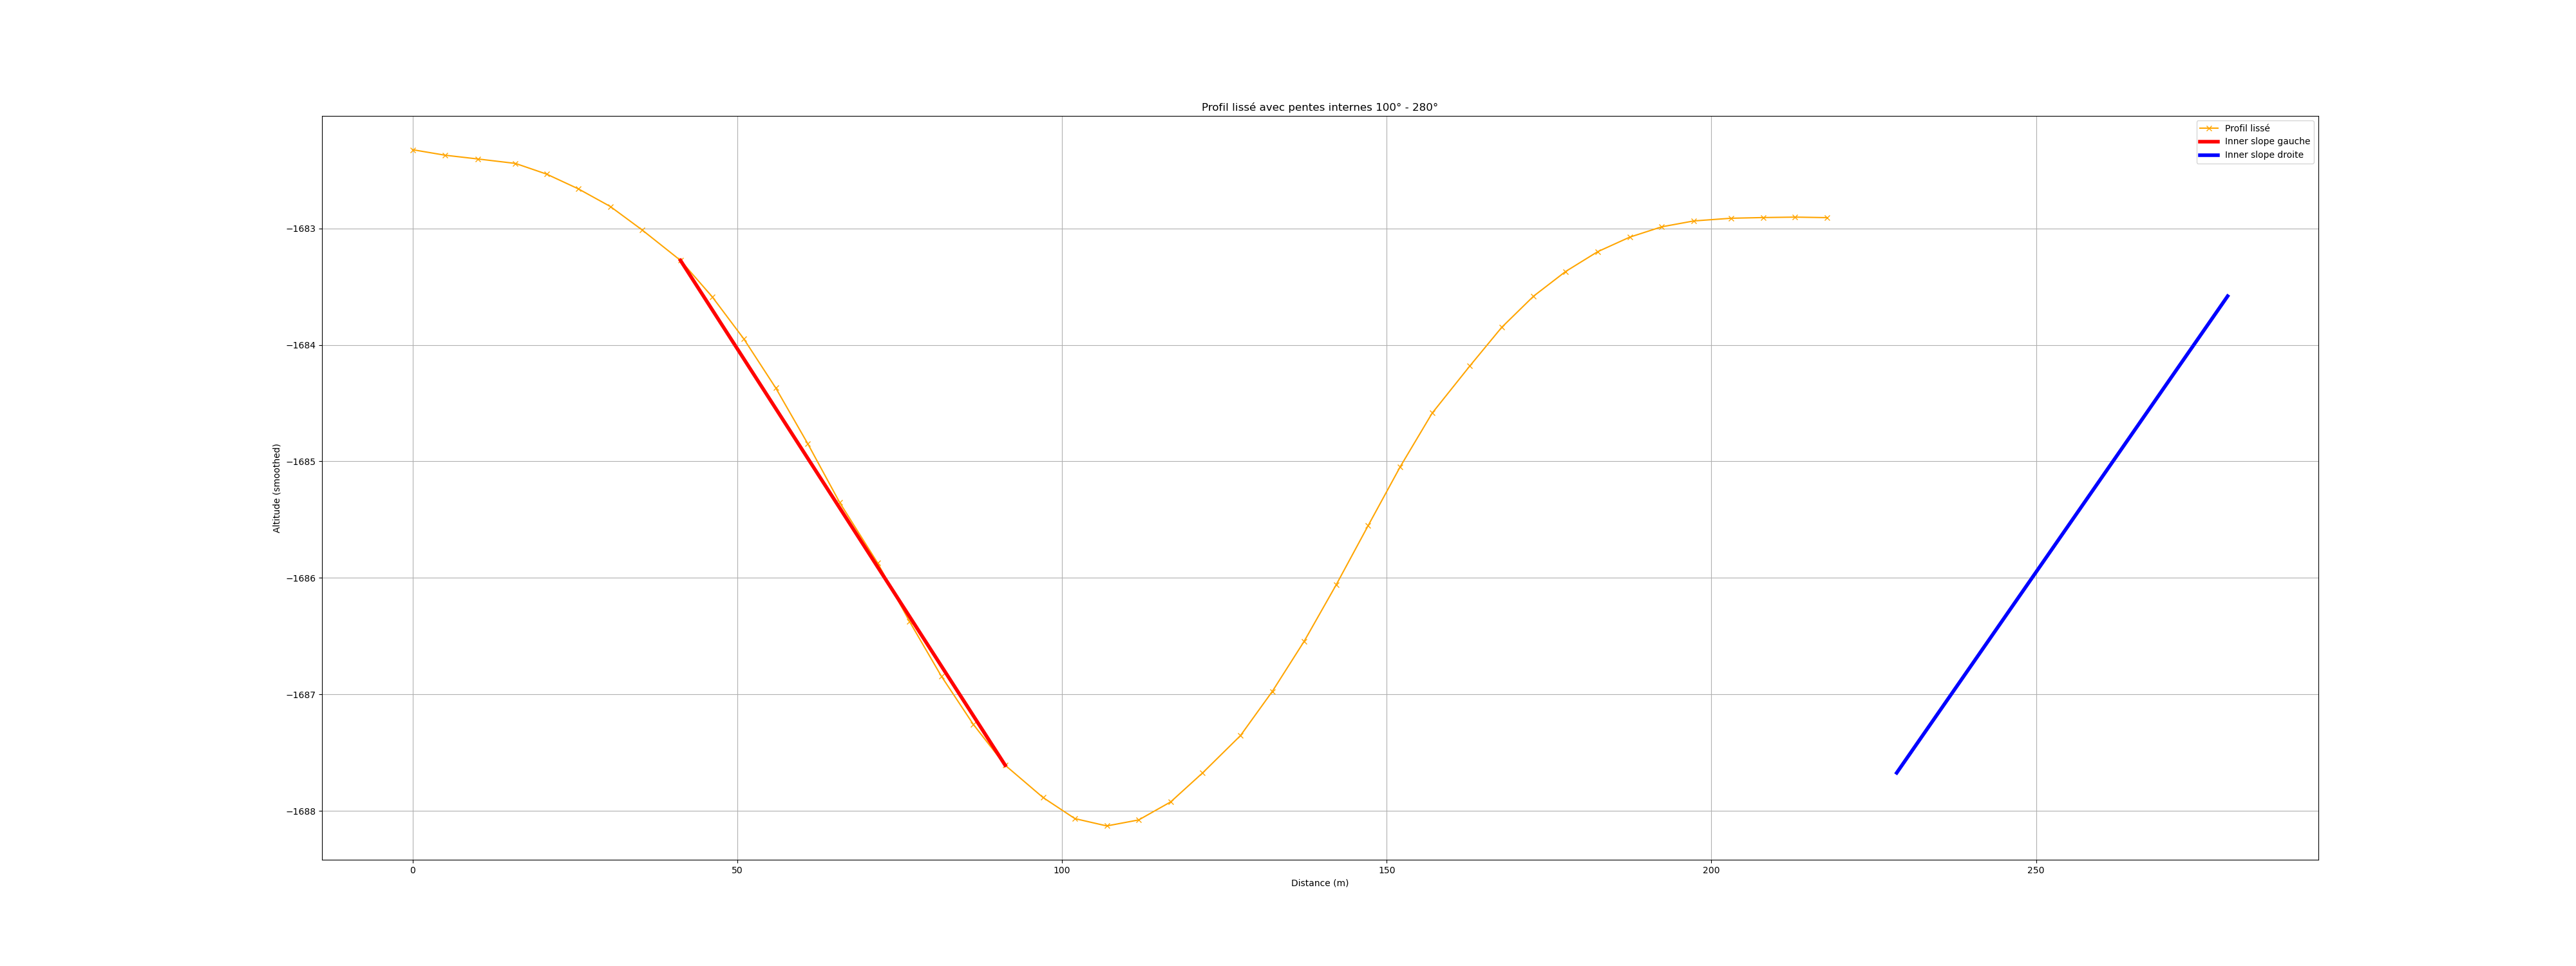 Profil lissé avec pentes internes 100° - 280°
Profil lissé
Inner slope gauche
Inner slope droite
Altitude (smoothed)
−1683
−1684
−1685
−1686
−1687
−1688
0 50 100 150 200 250
Distance (m)